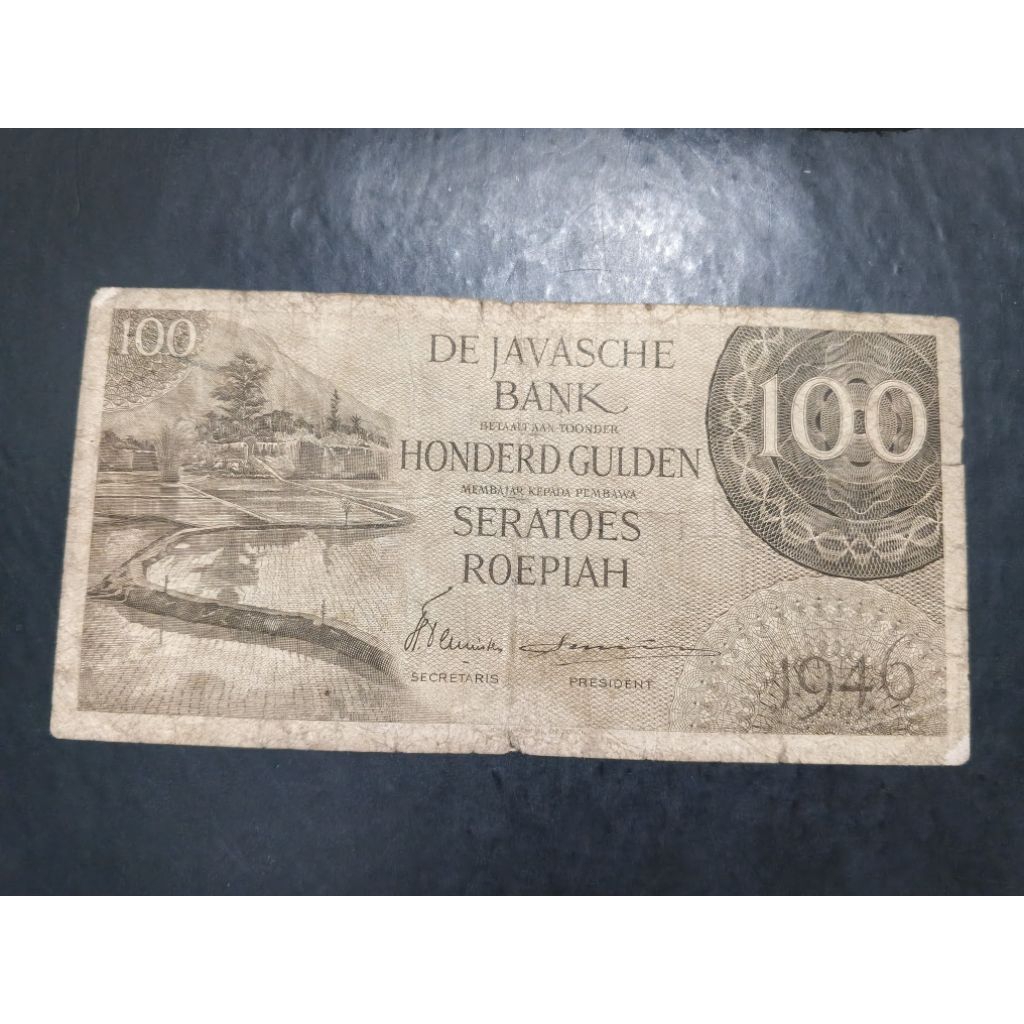 100
DE JAVASCHE
BANK
BETAALT AAN TOONDER
HONDERD GULDEN
MEMBAJAR KEPADA PEMBAWA
SERATOES
ROEPIAH
SECRETARIS
PRESIDENT
100
1946